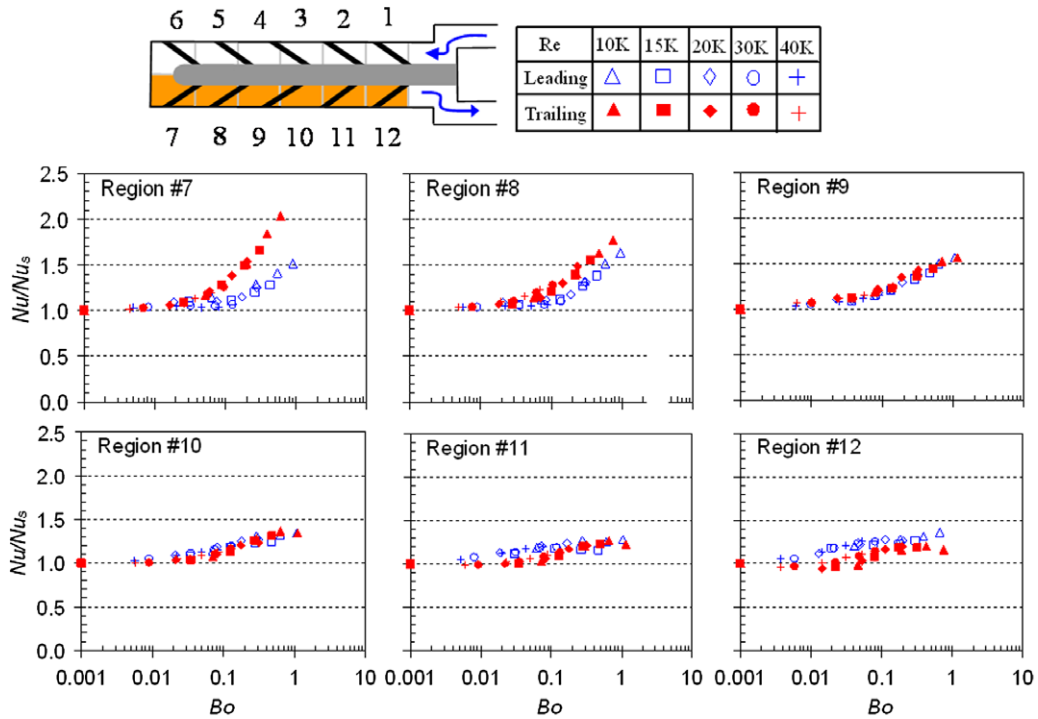 6 5 4 3 2 1
7 8 9 10 11 12
Re 10K 15K 20K 30K 40K
Leading
Trailing
Region #7
Region #8
Region #9
Nu/Nus
2.5
2.0
1.5
1.0
0.5
0.0
Region #10
Region #11
Region #12
Nu/Nus
2.5
2.0
1.5
1.0
0.5
0.0
0.001 0.01 0.1 1 10
0.001 0.01 0.1 1 10
0.001 0.01 0.1 1 10
Bo
Bo
Bo